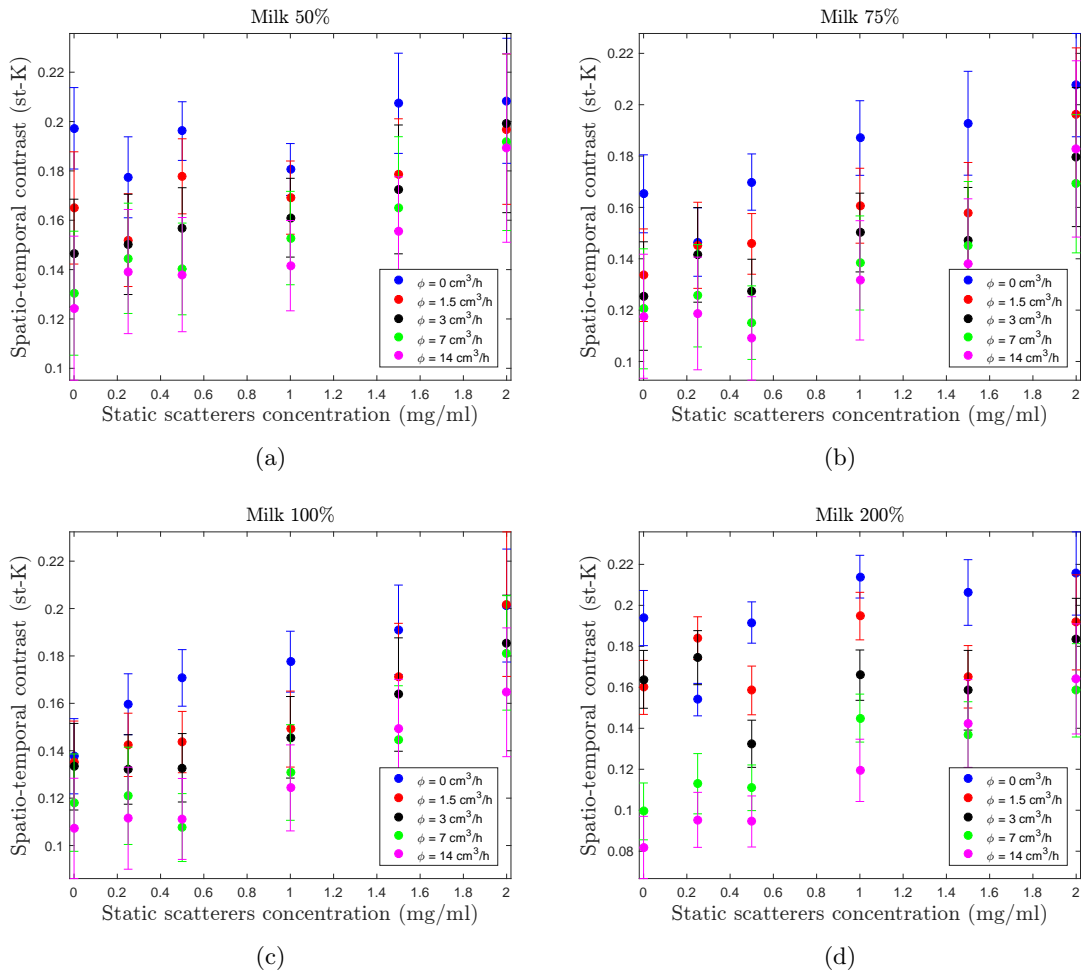 Milk 50%
Spatio-temporal contrast (st-K)
0.22
0.2
0.18
0.16
0.14
0.12
0.1
ϕ = 0 cm³/h
ϕ = 1.5 cm³/h
ϕ = 3 cm³/h
ϕ = 7 cm³/h
ϕ = 14 cm³/h
0 0.2 0.4 0.6 0.8 1 1.2 1.4 1.6 1.8 2
Static scatterers concentration (mg/ml)
(a)
Milk 75%
Spatio-temporal contrast (st-K)
0.22
0.2
0.18
0.16
0.14
0.12
0.1
ϕ = 0 cm³/h
ϕ = 1.5 cm³/h
ϕ = 3 cm³/h
ϕ = 7 cm³/h
ϕ = 14 cm³/h
0 0.2 0.4 0.6 0.8 1 1.2 1.4 1.6 1.8 2
Static scatterers concentration (mg/ml)
(b)
Milk 100%
Spatio-temporal contrast (st-K)
0.22
0.2
0.18
0.16
0.14
0.12
0.1
ϕ = 0 cm³/h
ϕ = 1.5 cm³/h
ϕ = 3 cm³/h
ϕ = 7 cm³/h
ϕ = 14 cm³/h
0 0.2 0.4 0.6 0.8 1 1.2 1.4 1.6 1.8 2
Static scatterers concentration (mg/ml)
(c)
Milk 200%
Spatio-temporal contrast (st-K)
0.22
0.2
0.18
0.16
0.14
0.12
0.1
0.08
ϕ = 0 cm³/h
ϕ = 1.5 cm³/h
ϕ = 3 cm³/h
ϕ = 7 cm³/h
ϕ = 14 cm³/h
0 0.2 0.4 0.6 0.8 1 1.2 1.4 1.6 1.8 2
Static scatterers concentration (mg/ml)
(d)